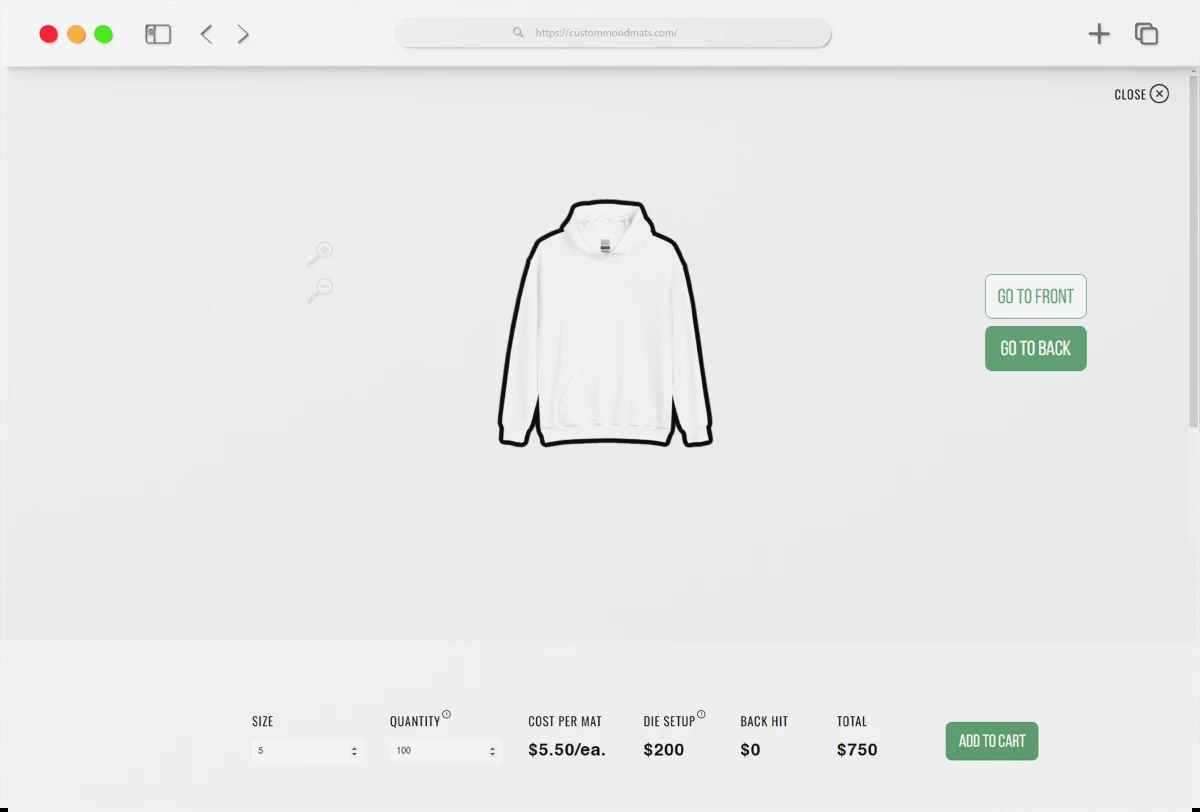 https://custommoodmats.com/
CLOSE
GO TO FRONT
GO TO BACK
SIZE
5
QUANTITY
100
COST PER MAT
$5.50/ea.
DIE SETUP
$200
BACK HIT
$0
TOTAL
$750
ADD TO CART